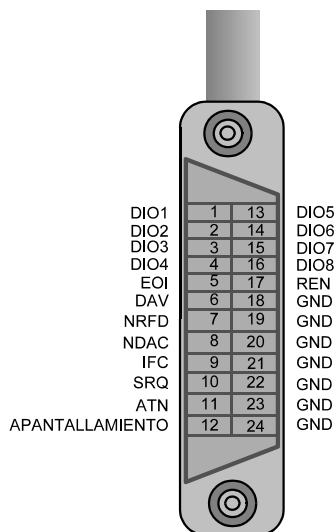 DIO1 1 13 DIO5
DIO2 2 14 DIO6
DIO3 3 15 DIO7
DIO4 4 16 DIO8
EOI 5 17 REN
DAV 6 18 GND
NRFD 7 19 GND
NDAC 8 20 GND
IFC 9 21 GND
SRQ 10 22 GND
ATN 11 23 GND
APANTALLAMIENTO 12 24 GND